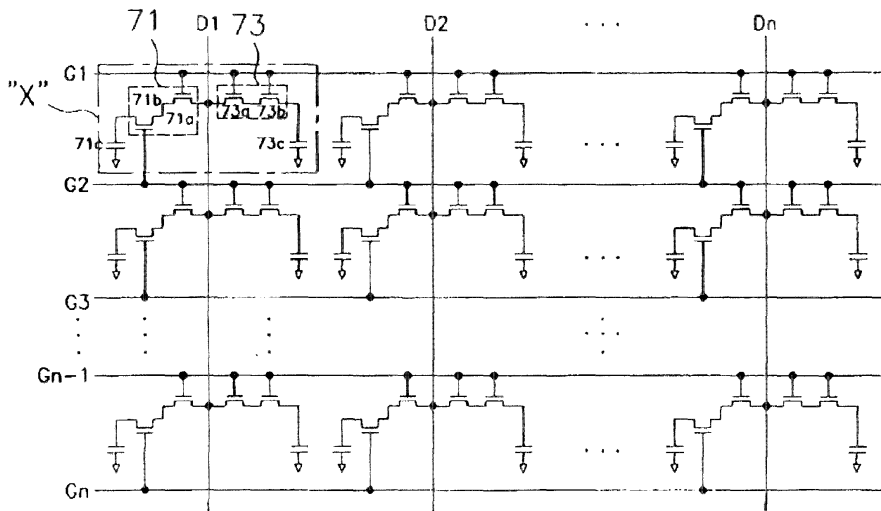 71 D1 73 D2 . . . Dn
G1
"X"
71b
71a 73a 73b
71c 73c . . .
G2
. . .
G3
. . . .
Gn-1
. . .
Gn